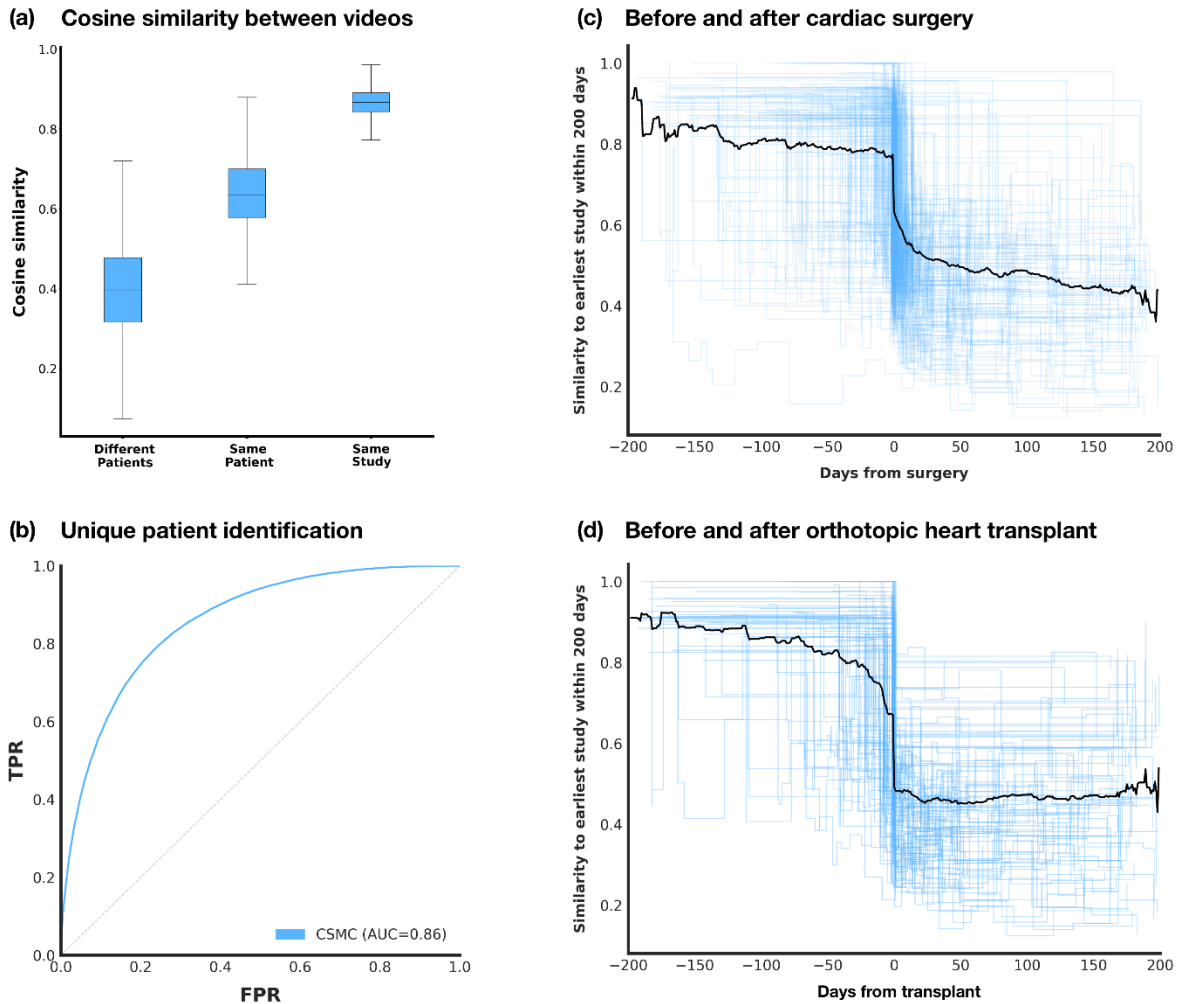 (a) Cosine similarity between videos
1.0
0.8
0.6
0.4
0.2
Cosine similarity
Different
Patients
Same
Patient
Same
Study
(b) Unique patient identification
1.0
0.8
0.6
0.4
0.2
0.0
TPR
CSMC (AUC=0.86)
0.0 0.2 0.4 0.6 0.8 1.0
FPR
(c) Before and after cardiac surgery
1.0
0.8
0.6
0.4
0.2
Similarity to earliest study within 200 days
−200 −150 −100 −50 0 50 100 150 200
Days from surgery
(d) Before and after orthotopic heart transplant
1.0
0.8
0.6
0.4
0.2
Similarity to earliest study within 200 days
−200 −150 −100 −50 0 50 100 150 200
Days from transplant